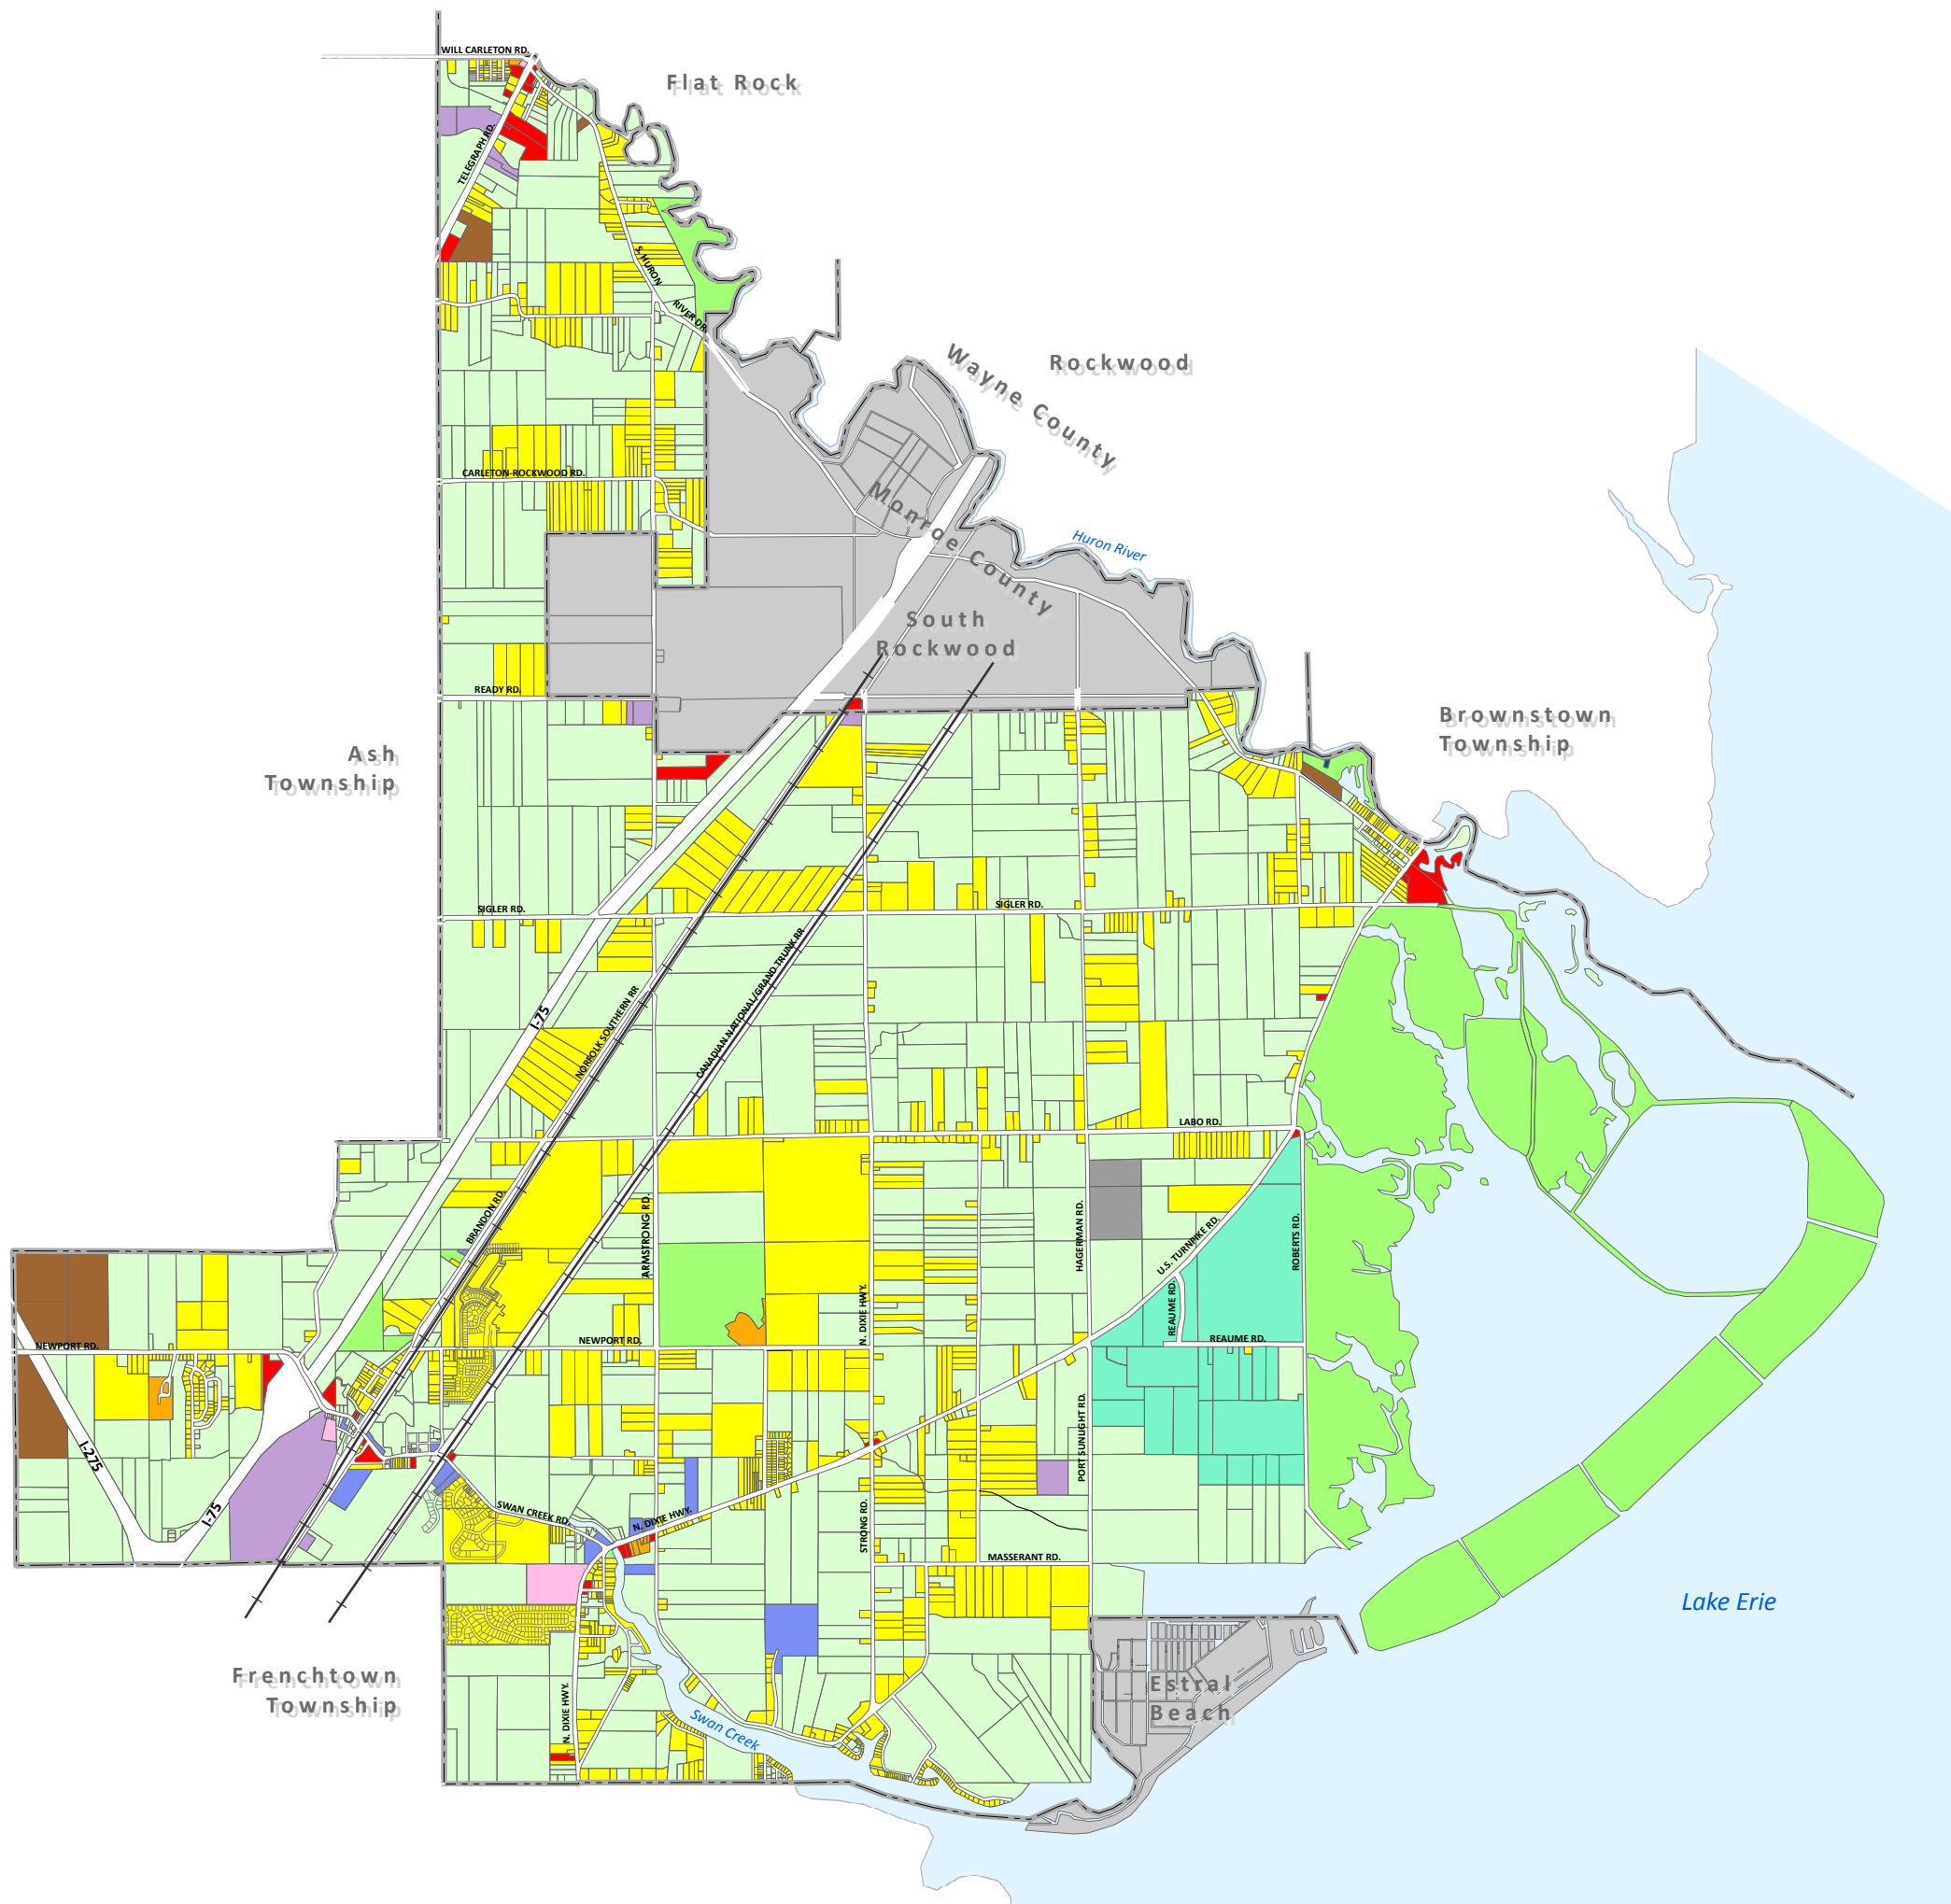 WILL CARLETON RD.
Flat Rock
TELEGRAPH RD.
S. HURON
RIVER DR.
Wayne County
Rockwood
CARLETON-ROCKWOOD RD.
Monroe County
Huron River
South
Rockwood
READY RD.
Ash
Township
Brownstown
Township
SIGLER RD.
SIGLER RD.
I-75
NORFOLK SOUTHERN RR
CANADIAN NATIONAL/GRAND TRUNK RR
LABO RD.
BRANDON RD.
ARMSTRONG RD.
HAGERMAN RD.
U.S. TURNPIKE RD.
ROBERTS RD.
N. DIXIE HWY.
REAUME RD.
NEWPORT RD.
NEWPORT RD.
REAUME RD.
PORT SUNLIGHT RD.
I-275
I-75
SWAN CREEK RD.
N. DIXIE HWY.
STRONG RD.
MASSERANT RD.
Lake Erie
Frenchtown
Township
N. DIXIE HWY.
Swan Creek
Estral
Beach